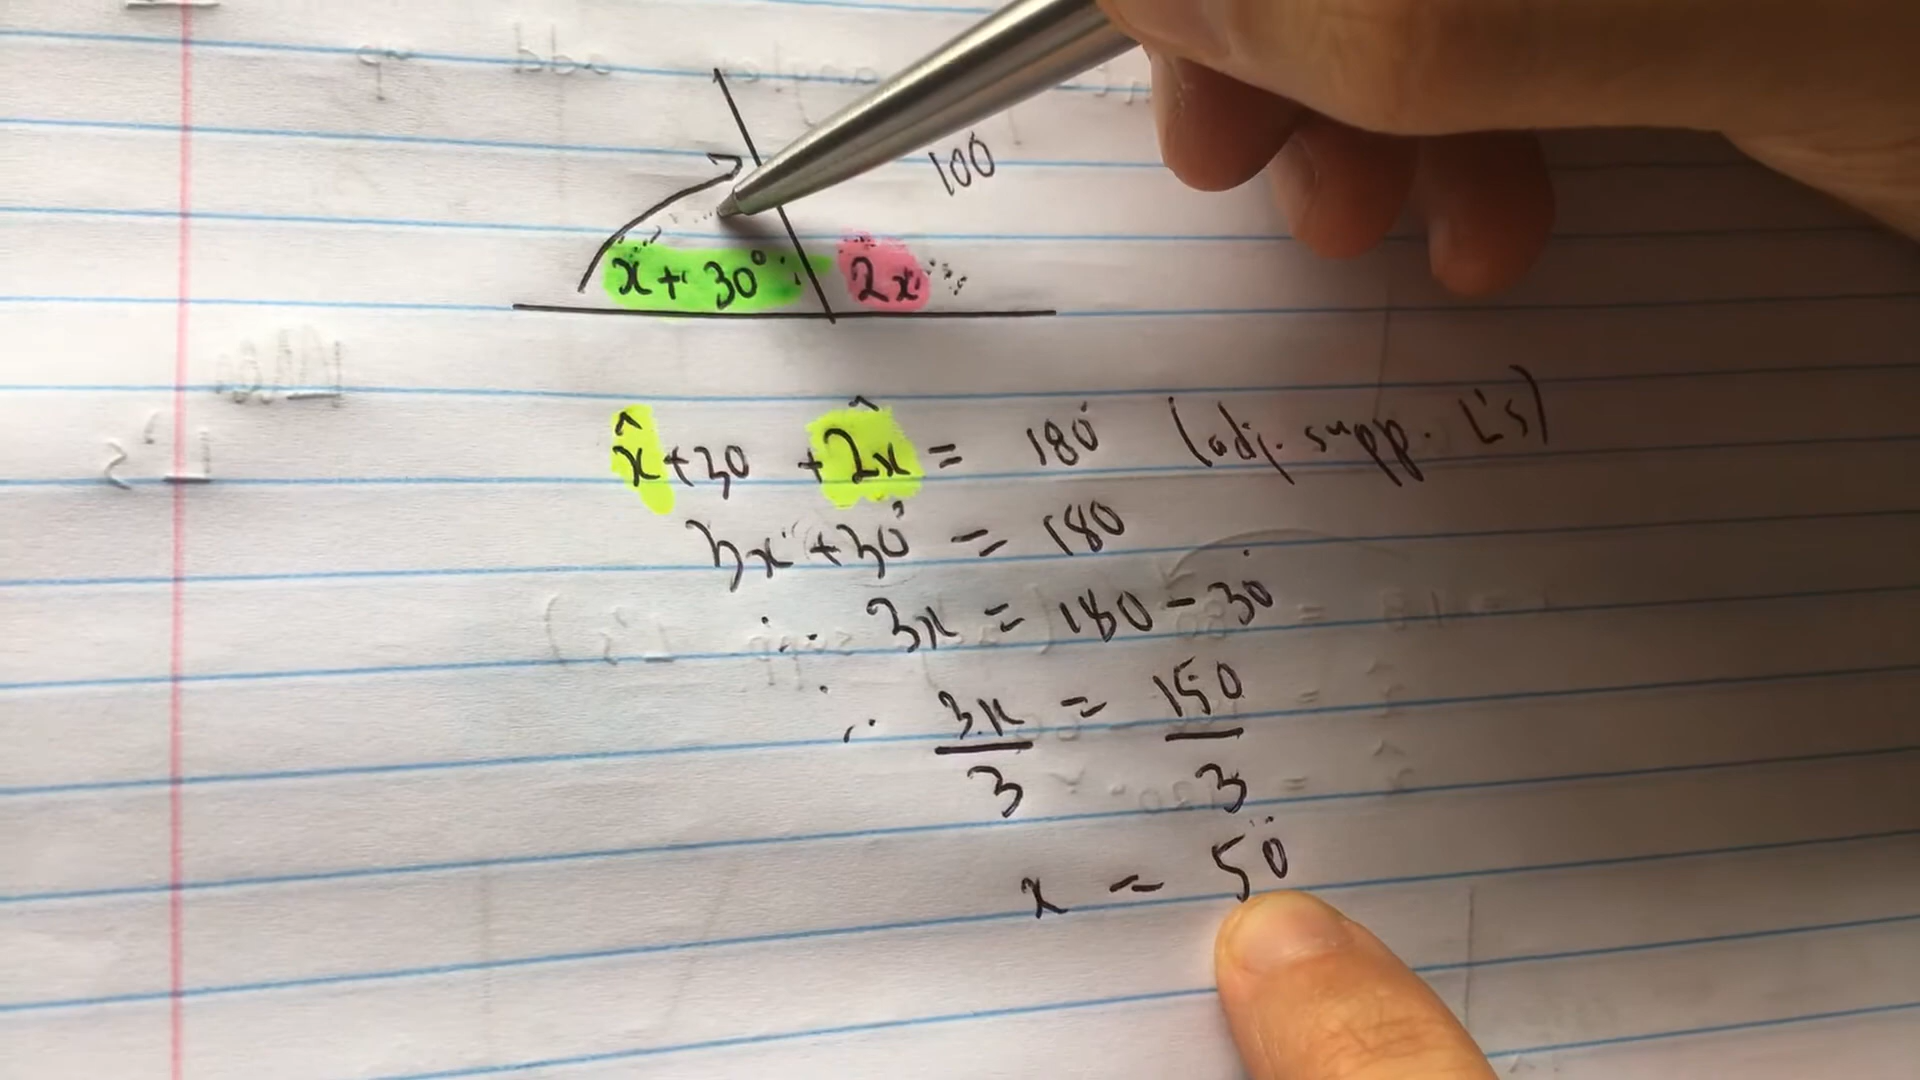 100°
x + 30° 2x
x̂ + 30 + 2x̂ = 180° (adj. supp. L's)
3x + 30° = 180
∴ 3x = 180 - 30°
∴ 3x/3 = 150/3
x = 50°